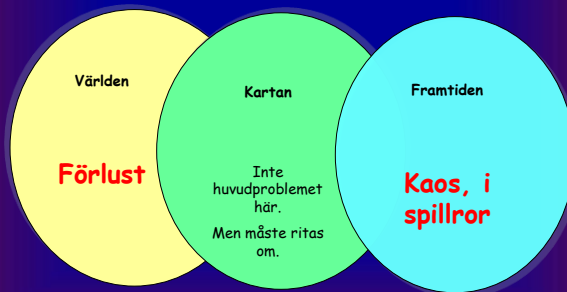 Världen
Förlust
Kartan
Inte
huvudproblemet
här.
Men måste ritas
om.
Framtiden
Kaos, i
spillror